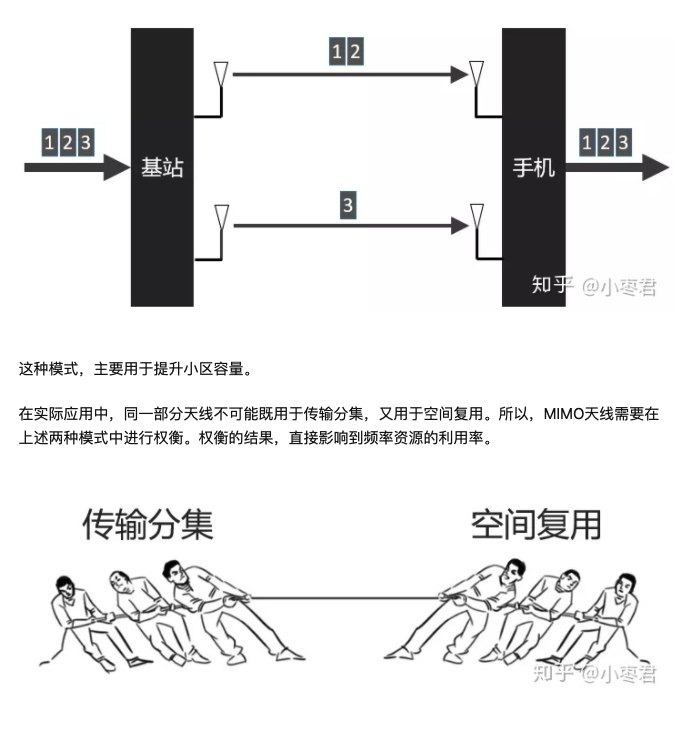 1 2
1 2 3
基站
手机
1 2 3
3
知乎 @小枣君
这种模式，主要用于提升小区容量。
在实际应用中，同一部分天线不可能既用于传输分集，又用于空间复用。所以，MIMO天线需要在
上述两种模式中进行权衡。权衡的结果，直接影响到频率资源的利用率。
传输分集
空间复用
知乎 @小枣君